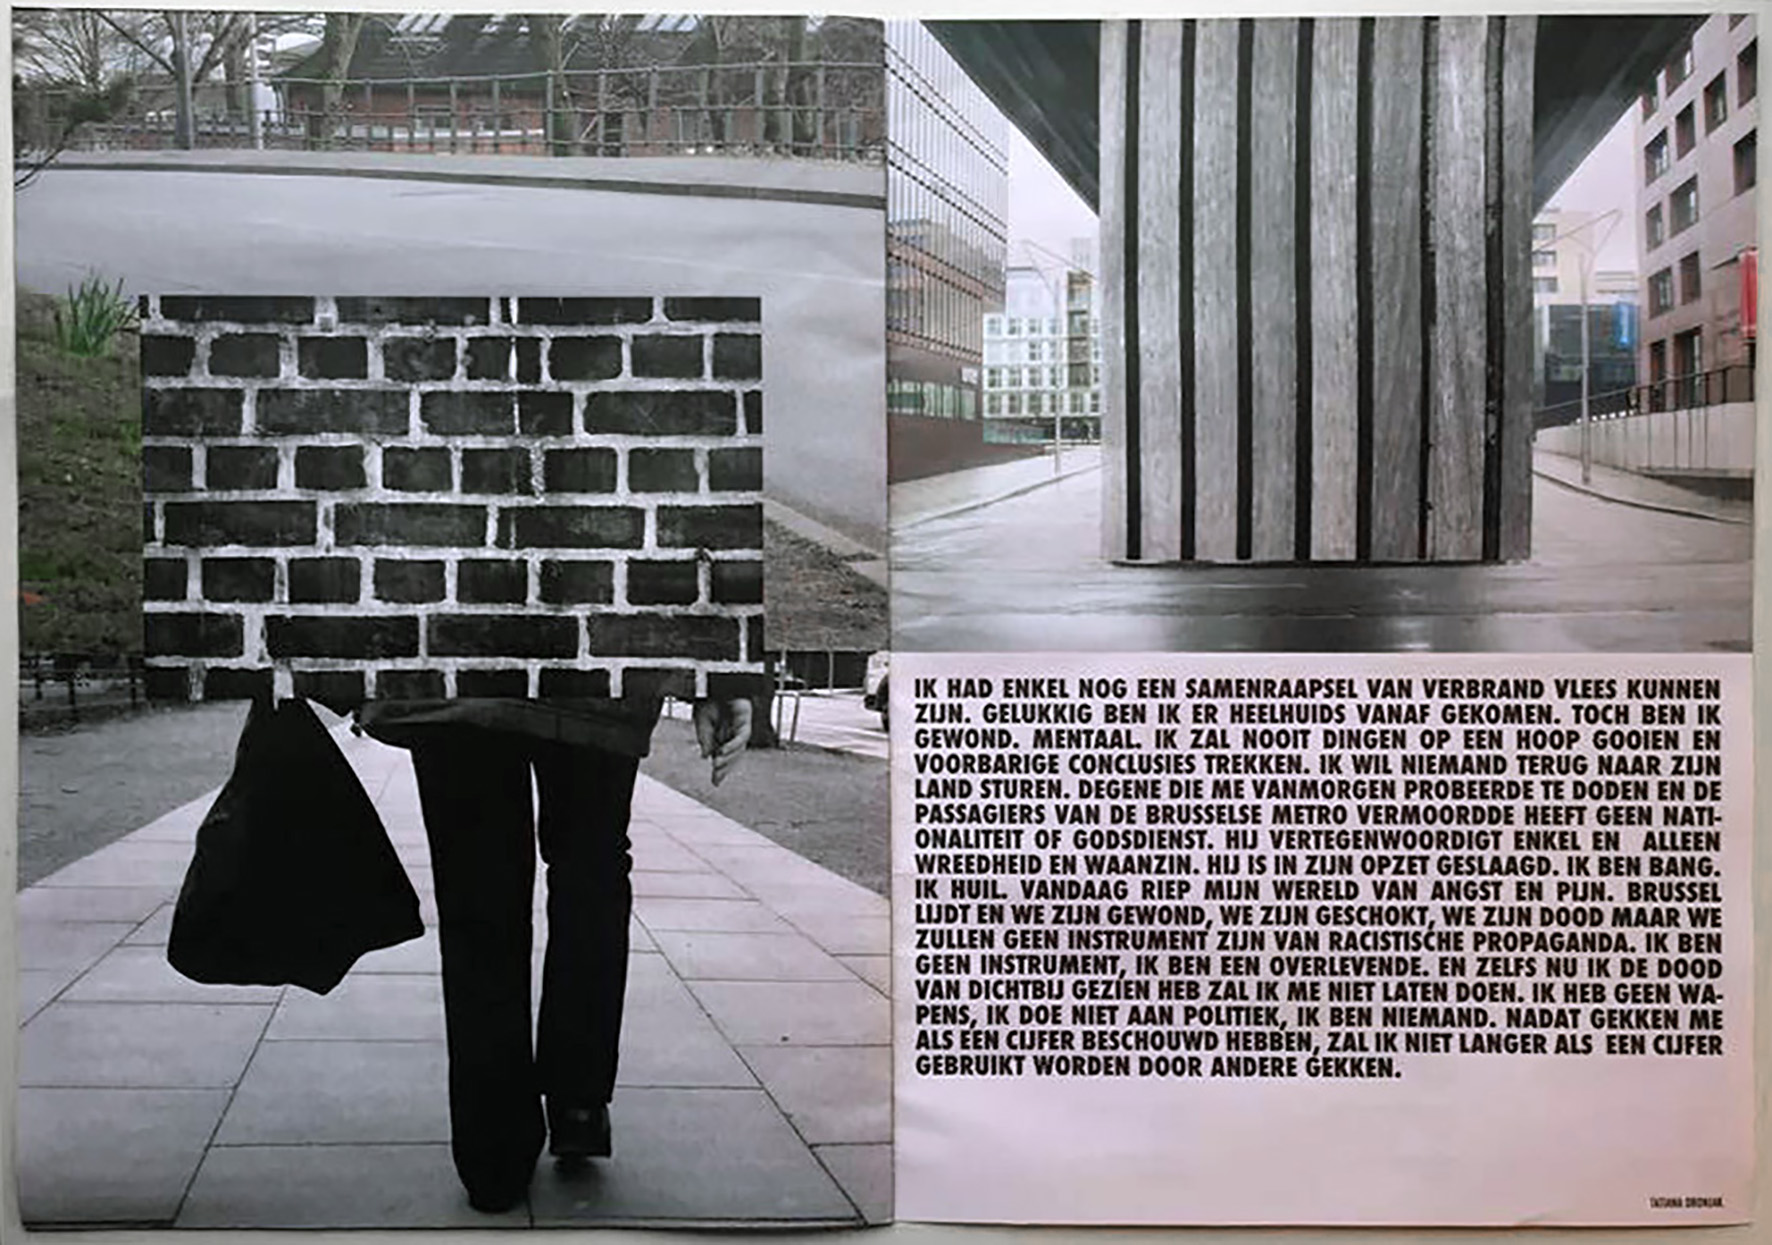 IK HAD ENKEL NOG EEN SAMENRAAPSEL VAN VERBRAND VLEES KUNNEN
ZIJN. GELUKKIG BEN IK ER HEELHUIDS VANAF GEKOMEN. TOCH BEN IK
GEWOND. MENTAAL. IK ZAL NOOIT DINGEN OP EEN HOOP GOOIEN EN
VOORBARIGE CONCLUSIES TREKKEN. IK WIL NIEMAND TERUG NAAR ZIJN
LAND STUREN. DEGENE DIE ME VANMORGEN PROBEERDE TE DODEN EN DE
PASSAGIERS VAN DE BRUSSELSE METRO VERMOORDDE HEEFT GEEN NATI-
ONALITEIT OF GODSDIENST. HIJ VERTEGENWOORDIGT ENKEL EN ALLEEN
WREEDHEID EN WAANZIN. HIJ IS IN ZIJN OPZET GESLAAGD. IK BEN BANG.
IK HUIL. VANDAAG RIEP MIJN WERELD VAN ANGST EN PIJN. BRUSSEL
LIJDT EN WE ZIJN GEWOND, WE ZIJN GESCHOKT, WE ZIJN DOOD MAAR WE
ZULLEN GEEN INSTRUMENT ZIJN VAN RACISTISCHE PROPAGANDA. IK BEN
GEEN INSTRUMENT, IK BEN EEN OVERLEVENDE. EN ZELFS NU IK DE DOOD
VAN DICHTBIJ GEZIEN HEB ZAL IK ME NIET LATEN DOEN. IK HEB GEEN WA-
PENS, IK DOE NIET AAN POLITIEK, IK BEN NIEMAND. NADAT GEKKEN ME
ALS EEN CIJFER BESCHOUWD HEBBEN, ZAL IK NIET LANGER ALS EEN CIJFER
GEBRUIKT WORDEN DOOR ANDERE GEKKEN.
TATIANA